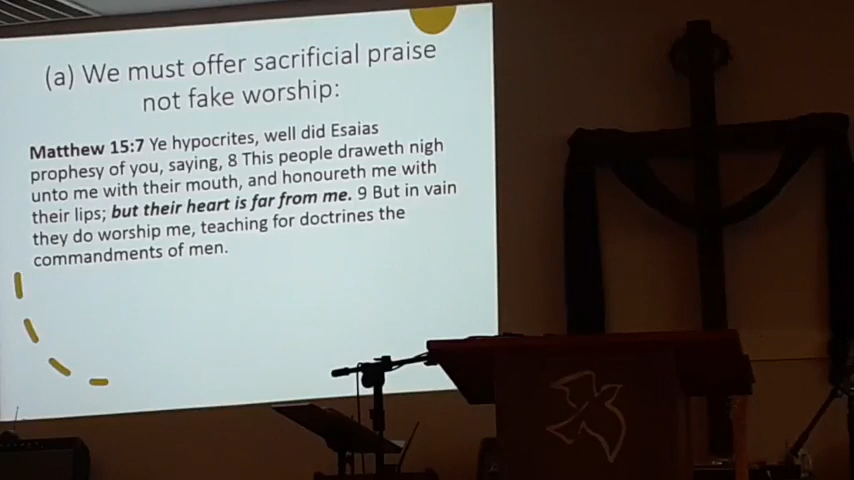 (a) We must offer sacrificial praise
not fake worship:
Matthew 15:7 Ye hypocrites, well did Esaias
prophesy of you, saying, 8 This people draweth nigh
unto me with their mouth, and honoureth me with
their lips; but their heart is far from me. 9 But in vain
they do worship me, teaching for doctrines the
commandments of men.